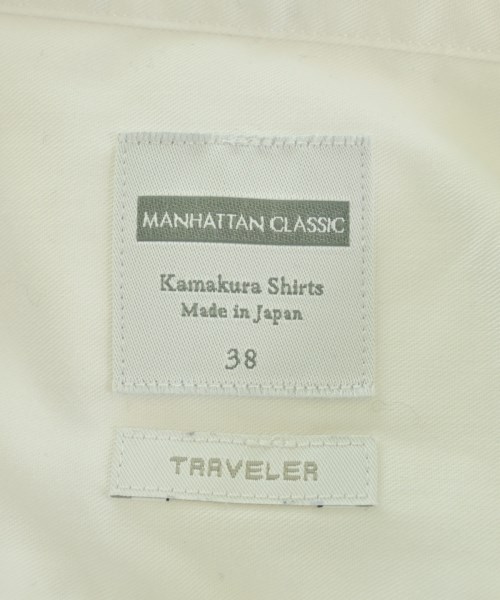 MANHATTAN CLASSIC
Kamakura Shirts
Made in Japan
38
TRAVELER